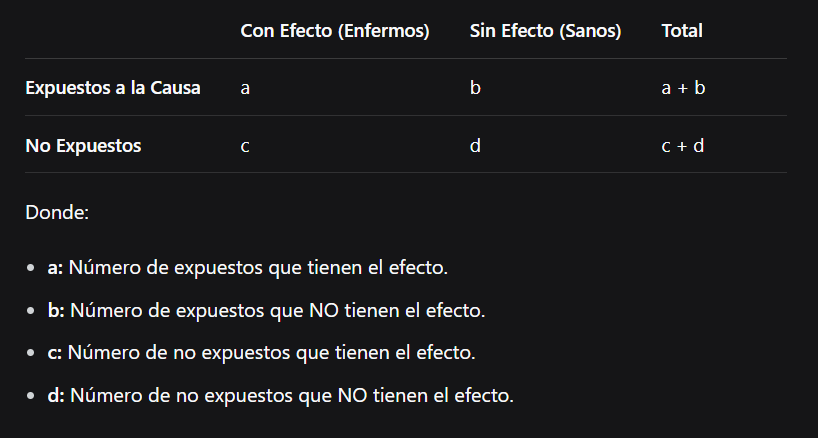 Con Efecto (Enfermos) Sin Efecto (Sanos) Total
Expuestos a la Causa a b a + b
No Expuestos c d c + d
Donde:
• a: Número de expuestos que tienen el efecto.
• b: Número de expuestos que NO tienen el efecto.
• c: Número de no expuestos que tienen el efecto.
• d: Número de no expuestos que NO tienen el efecto.